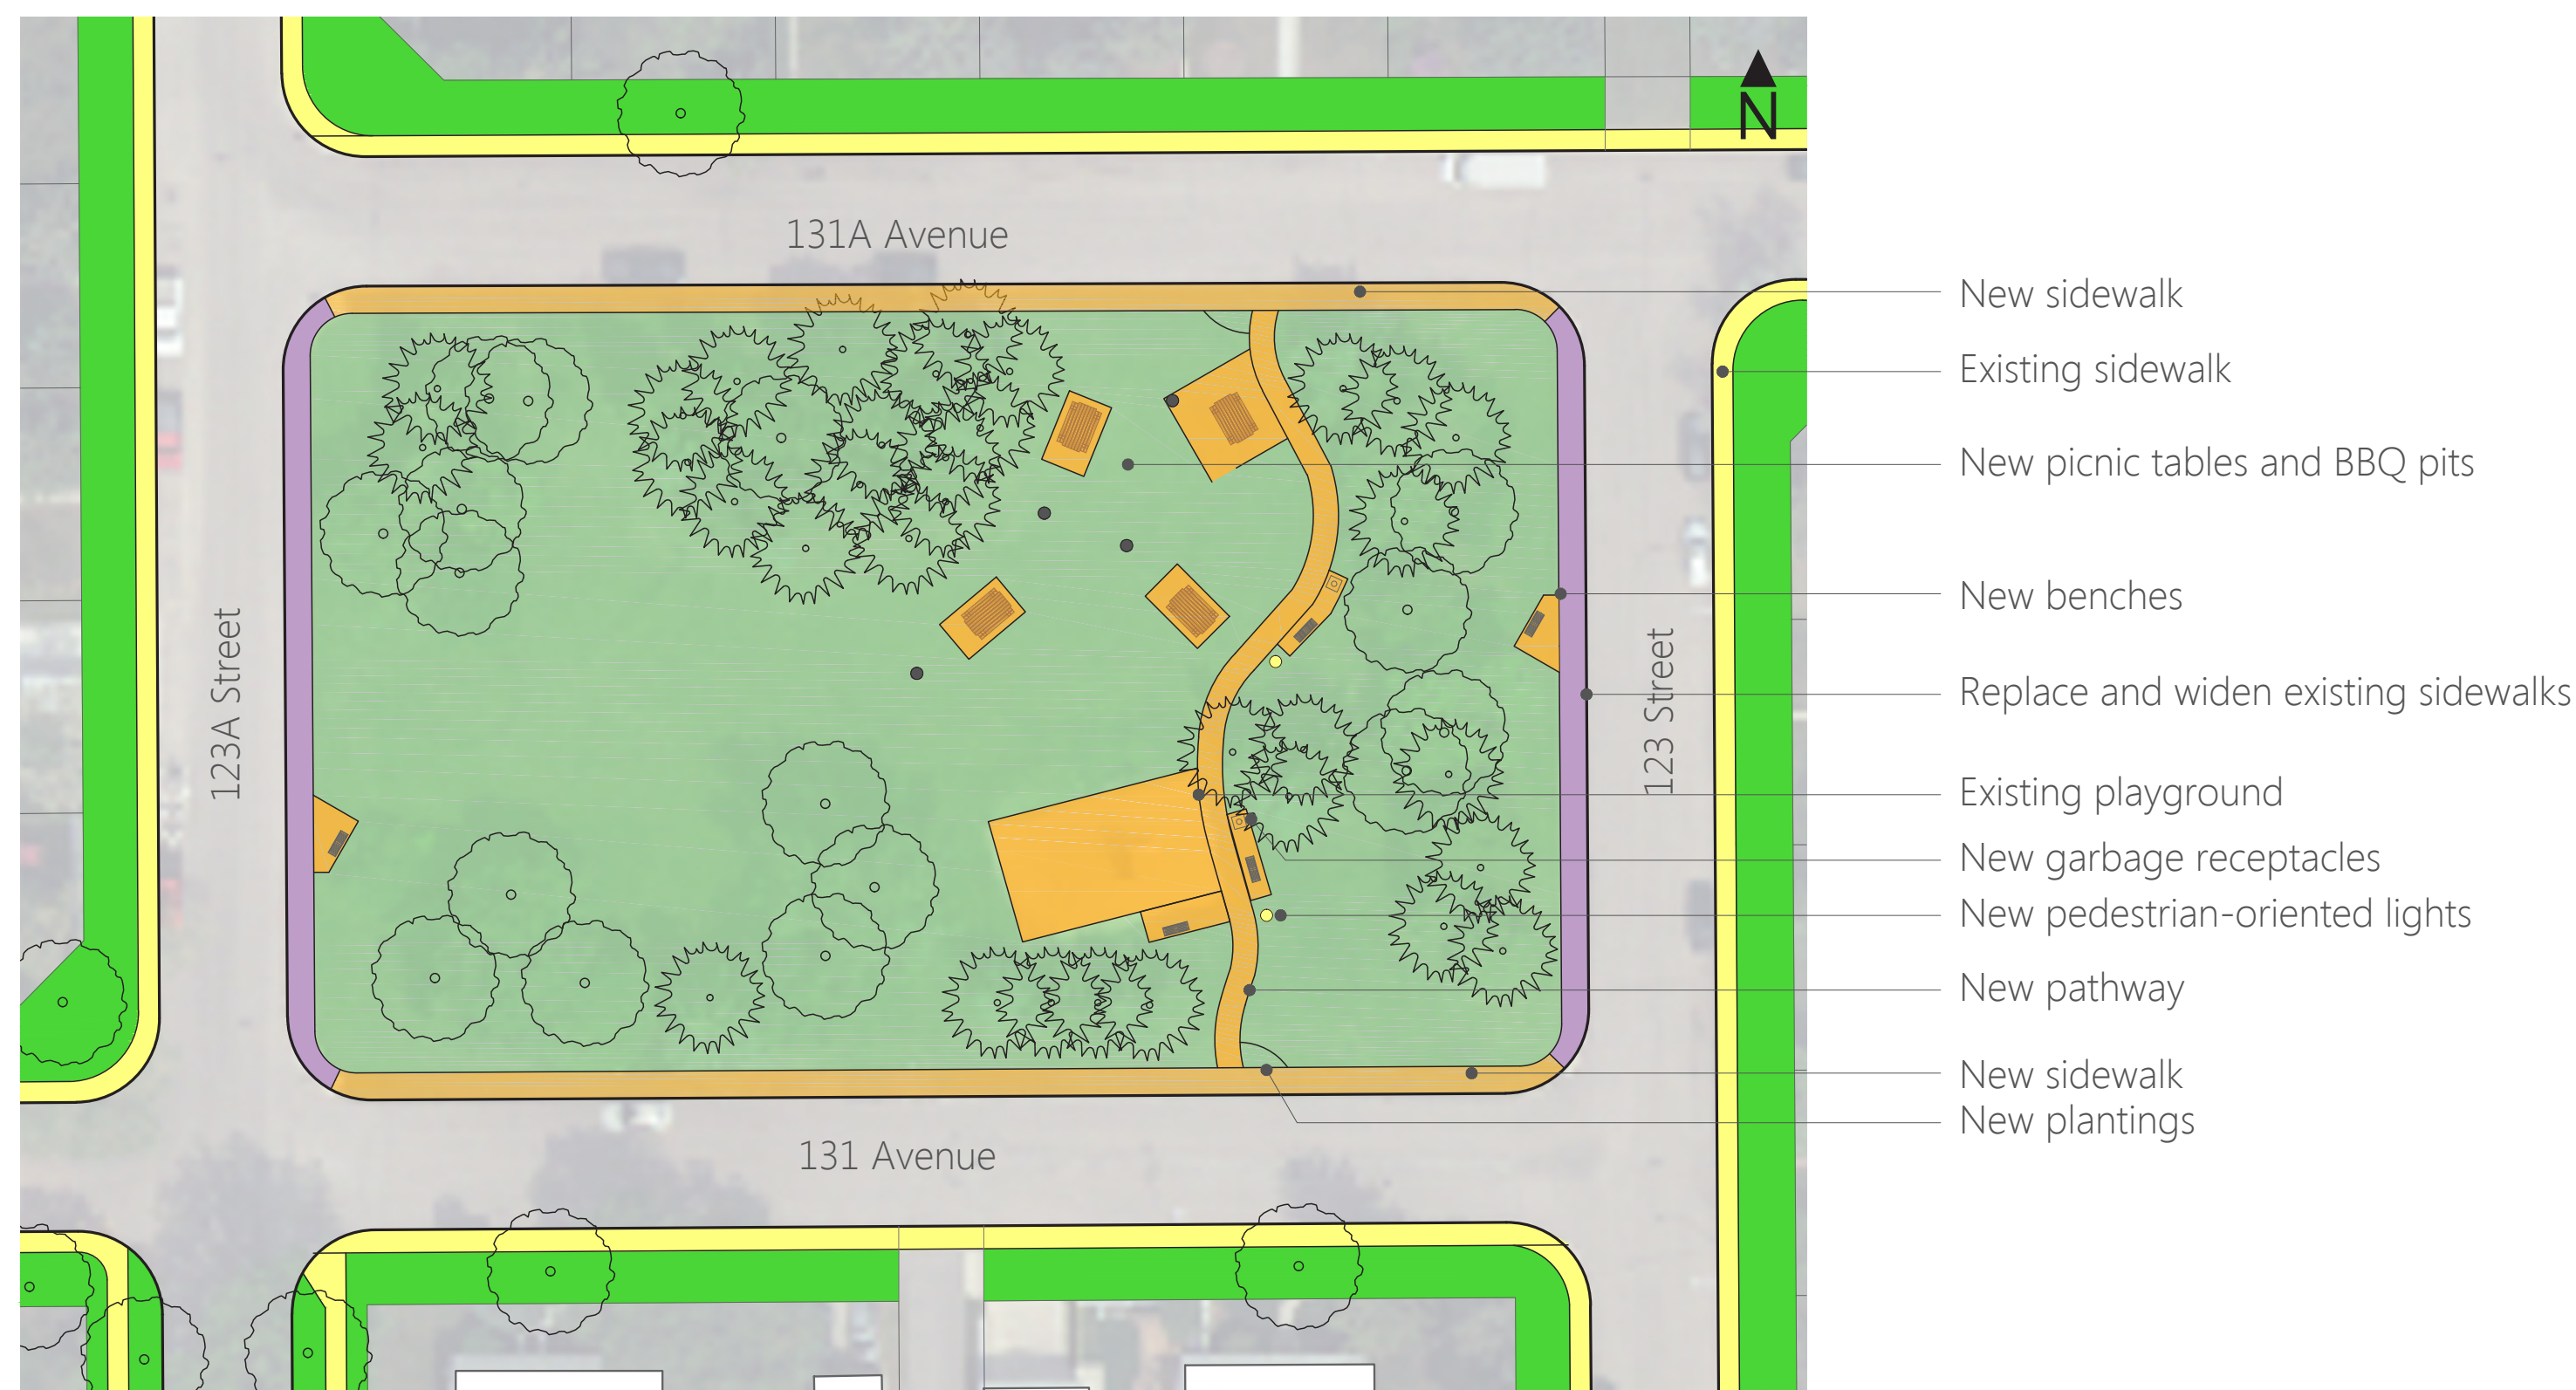 N
131A Avenue
123A Street
123 Street
131 Avenue
New sidewalk
Existing sidewalk
New picnic tables and BBQ pits
New benches
Replace and widen existing sidewalks
Existing playground
New garbage receptacles
New pedestrian-oriented lights
New pathway
New sidewalk
New plantings